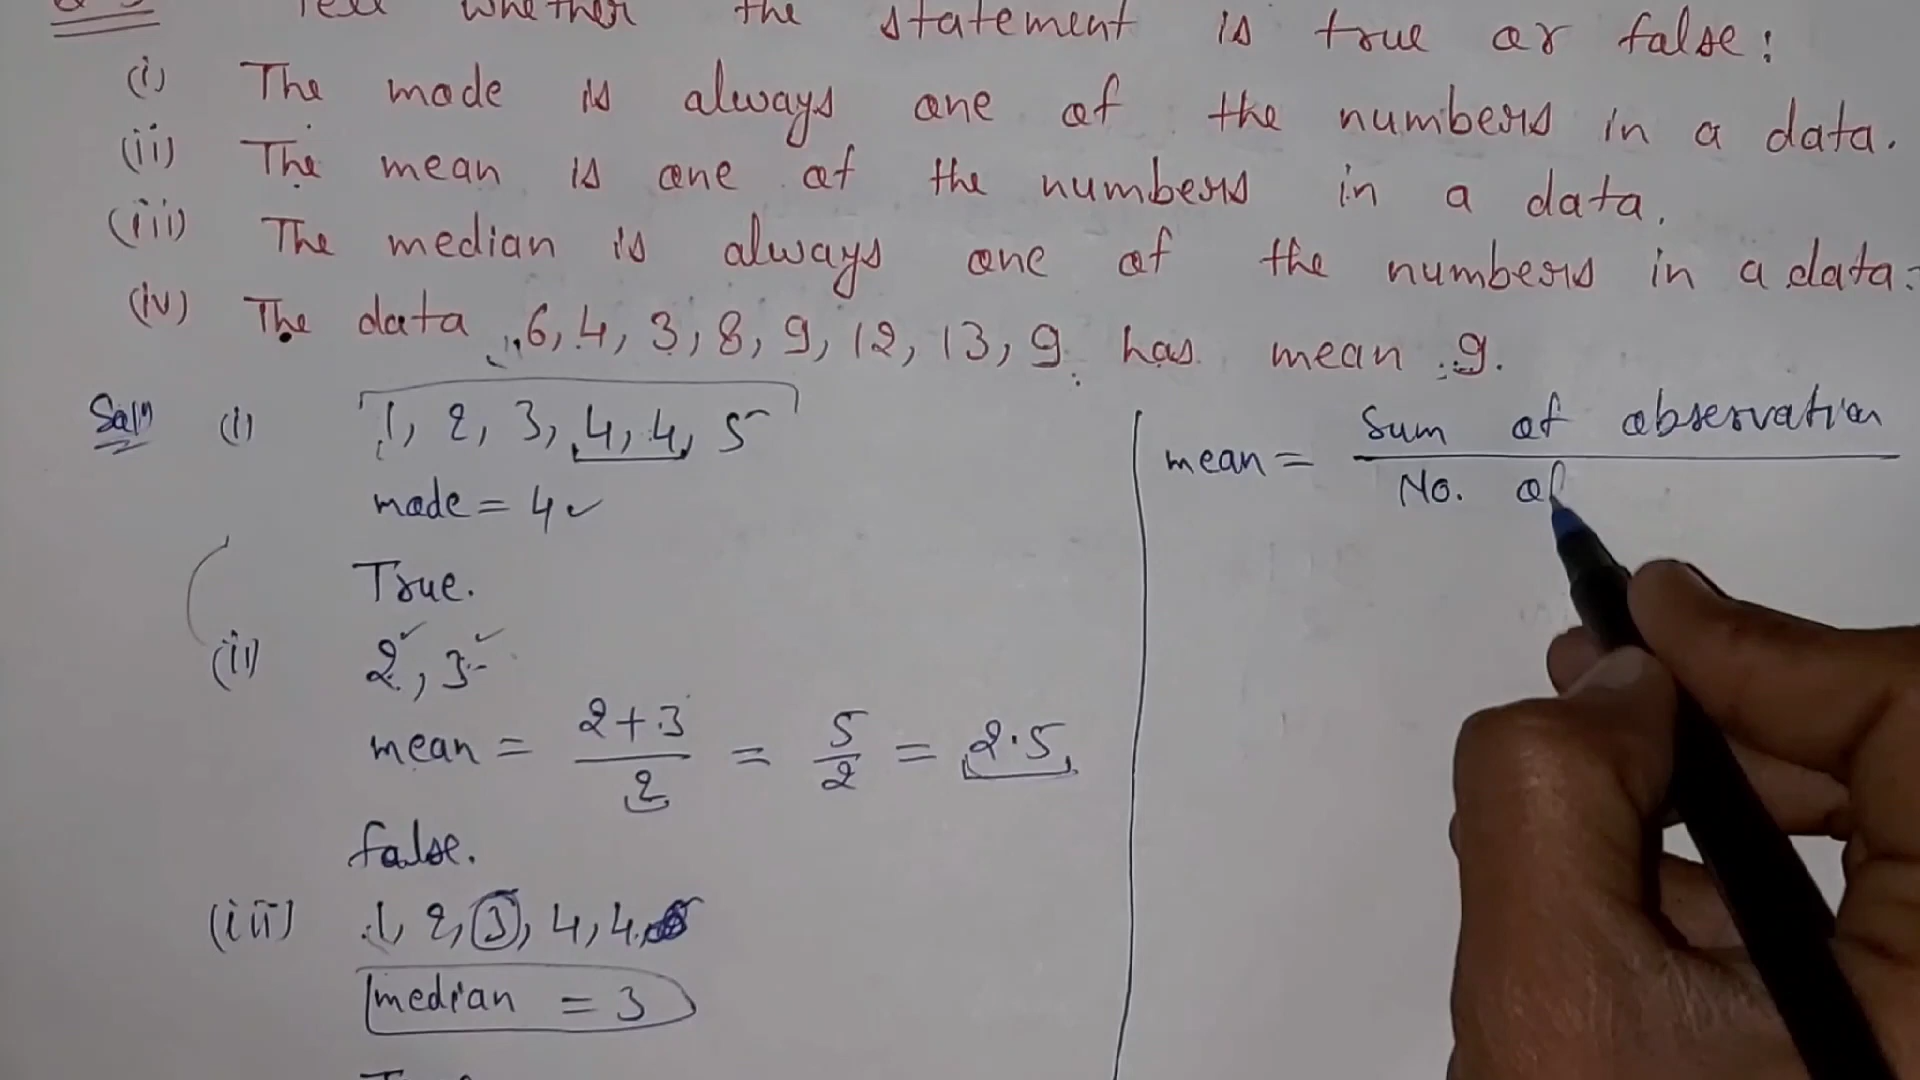 Tell whether the statement is true or false:
(i) The mode is always one of the numbers in a data.
(ii) The mean is one of the numbers in a data.
(iii) The median is always one of the numbers in a data.
(iv) The data 6, 4, 3, 8, 9, 12, 13, 9 has mean 9.
Soln (i) 1, 2, 3, 4, 4, 5
mode = 4 ✓
True.
(ii) 2, 3
mean = 2+3/2 = 5/2 = 2.5
false.
(iii) 1, 2, 3, 4, 4
median = 3
mean = Sum of observation
No. of